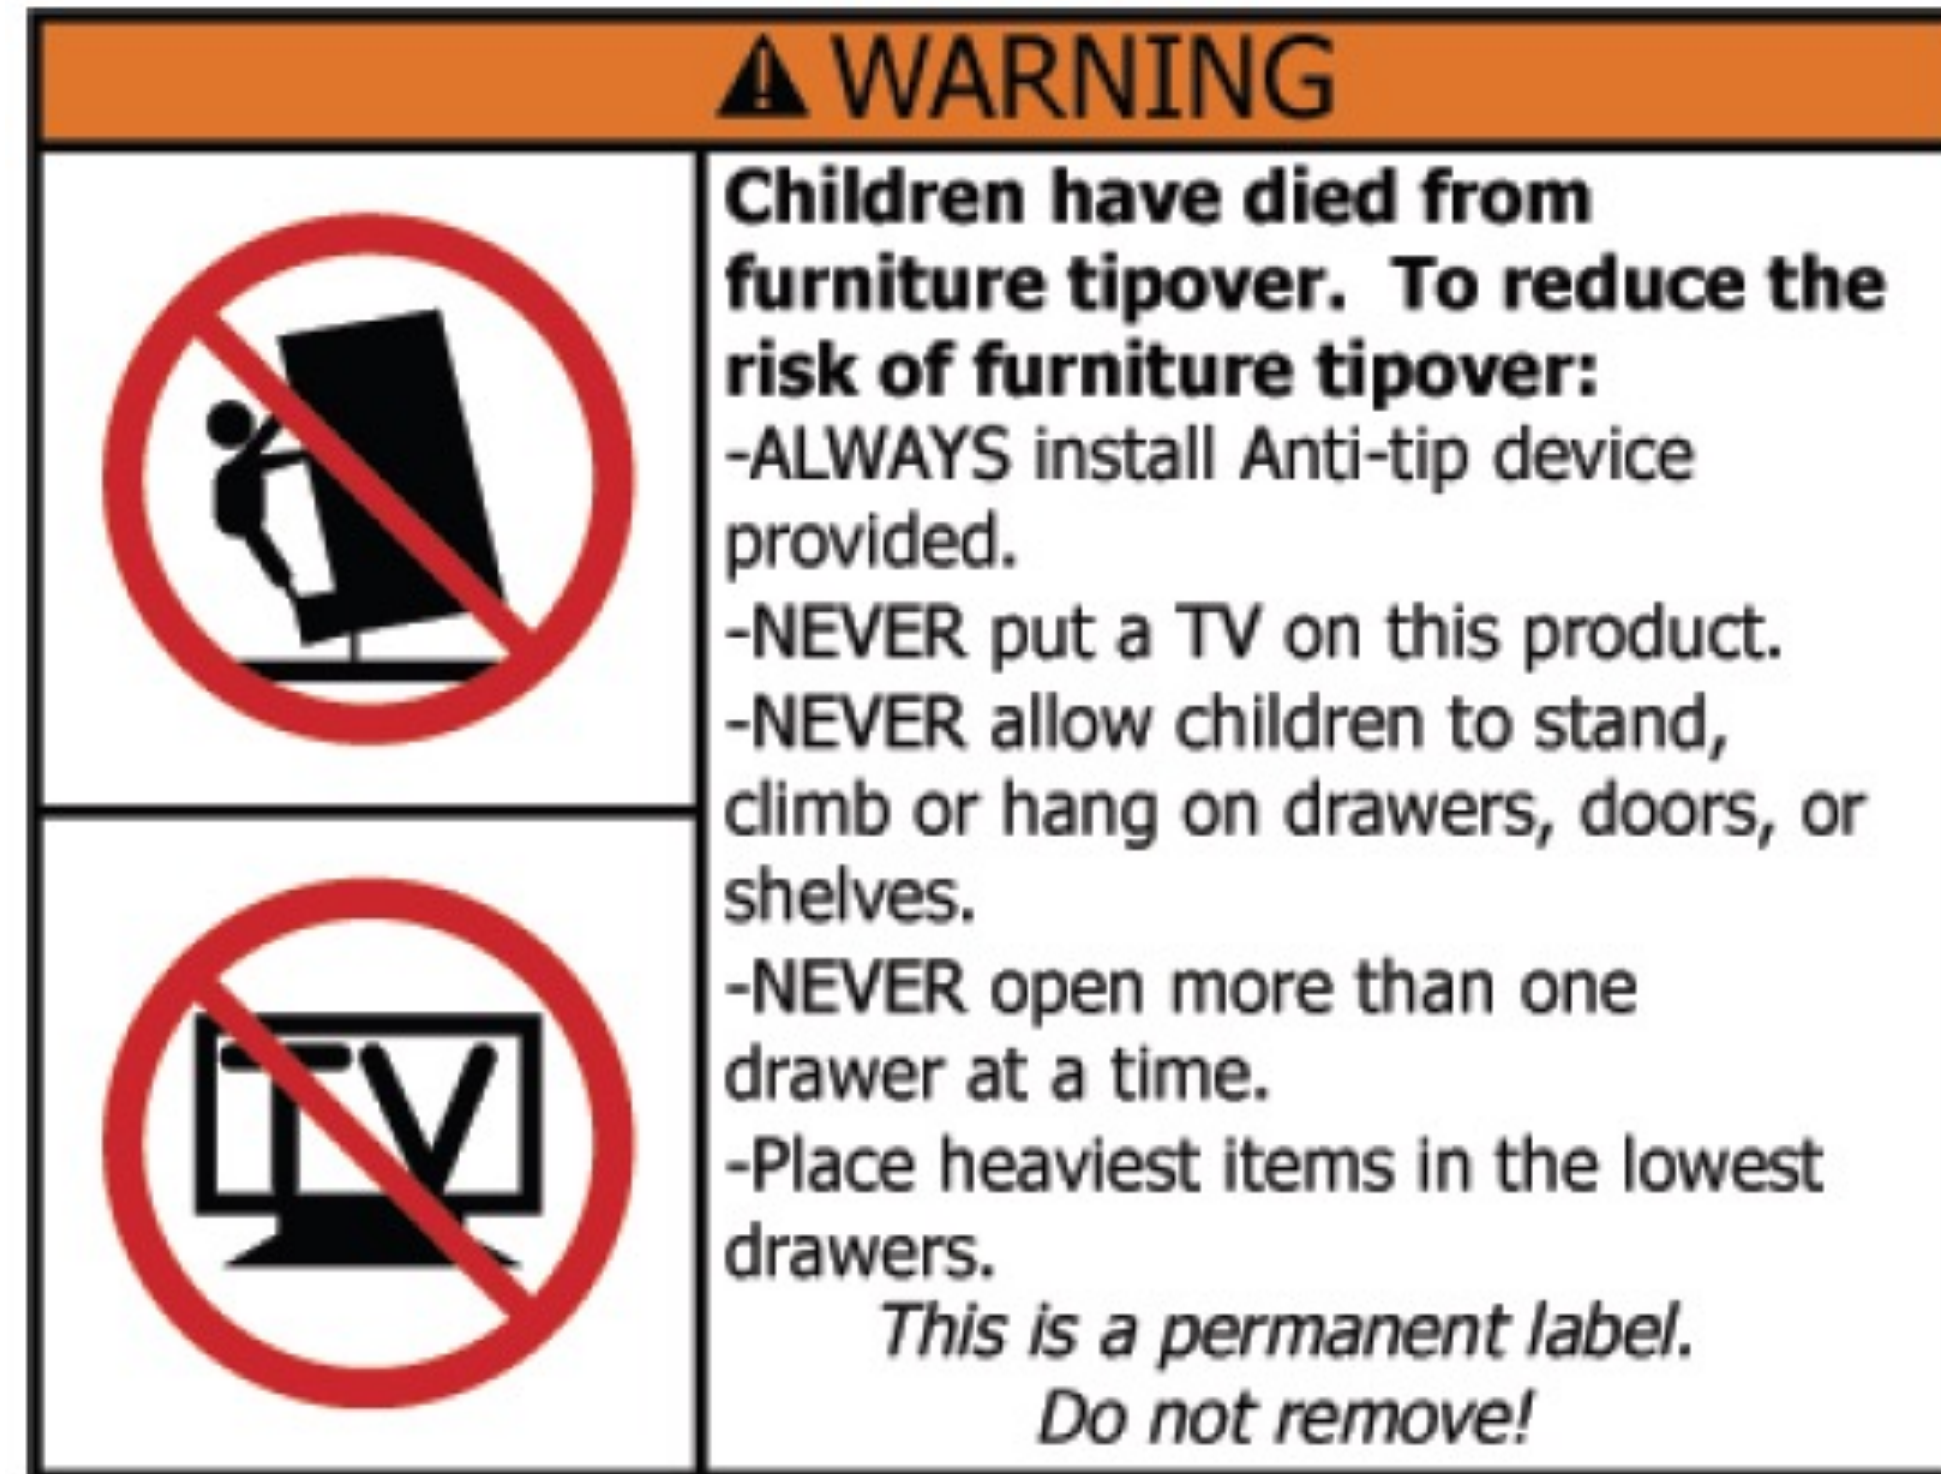 ⚠ WARNING
Children have died from
furniture tipover.  To reduce the
risk of furniture tipover:
-ALWAYS install Anti-tip device
provided.
-NEVER put a TV on this product.
-NEVER allow children to stand,
climb or hang on drawers, doors, or
shelves.
-NEVER open more than one
drawer at a time.
-Place heaviest items in the lowest
drawers.
This is a permanent label.
Do not remove!
TV